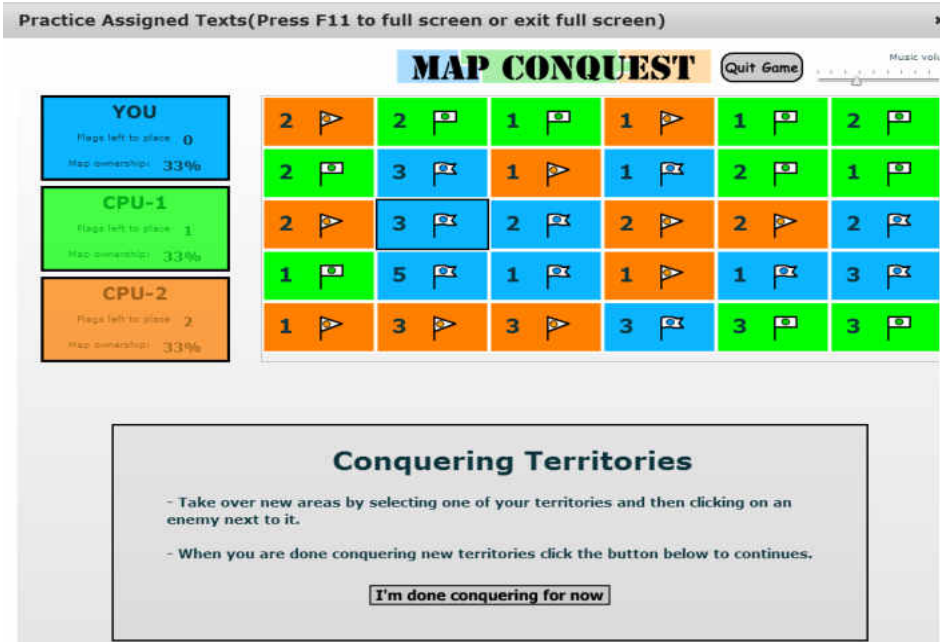 Practice Assigned Texts(Press F11 to full screen or exit full screen)
MAP CONQUEST
Quit Game
Music
YOU
Flags left to place 0
Map ownership: 33%
CPU-1
Flags left to place 1
Map ownership: 33%
CPU-2
Flags left to place 2
Map ownership: 33%
2 2 1 1 1 2
2 3 1 1 2 1
2 3 2 2 2 2
1 5 1 1 1 3
1 3 3 3 3 3
Conquering Territories
- Take over new areas by selecting one of your territories and then clicking on an
enemy next to it.
- When you are done conquering new territories click the button below to continues.
I'm done conquering for now